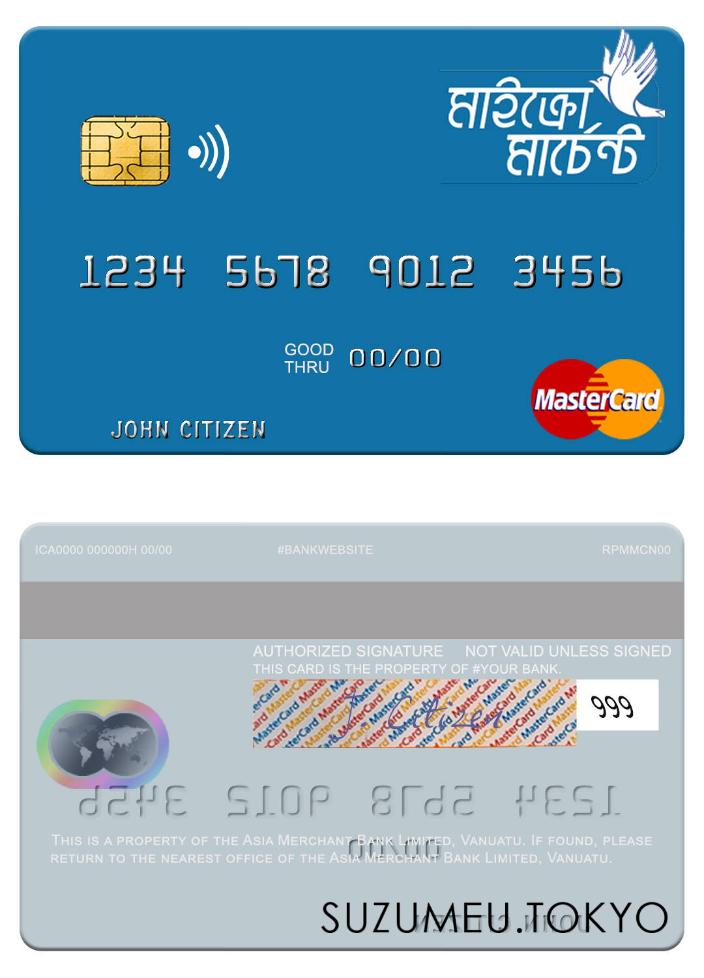 মাইক্রো
মার্চেন্ট
1234 5678 9012 3456
GOOD
THRU 00/00
MasterCard
JOHN CITIZEN
ICA0000 000000H 00/00 #BANKWEBSITE RPMMCN00
AUTHORIZED SIGNATURE NOT VALID UNLESS SIGNED
THIS CARD IS THE PROPERTY OF #YOUR BANK.
J Citizen 999
THIS IS A PROPERTY OF THE ASIA MERCHANT BANK LIMITED, VANUATU. IF FOUND, PLEASE
RETURN TO THE NEAREST OFFICE OF THE ASIA MERCHANT BANK LIMITED, VANUATU.
SUZUMEU.TOKYO